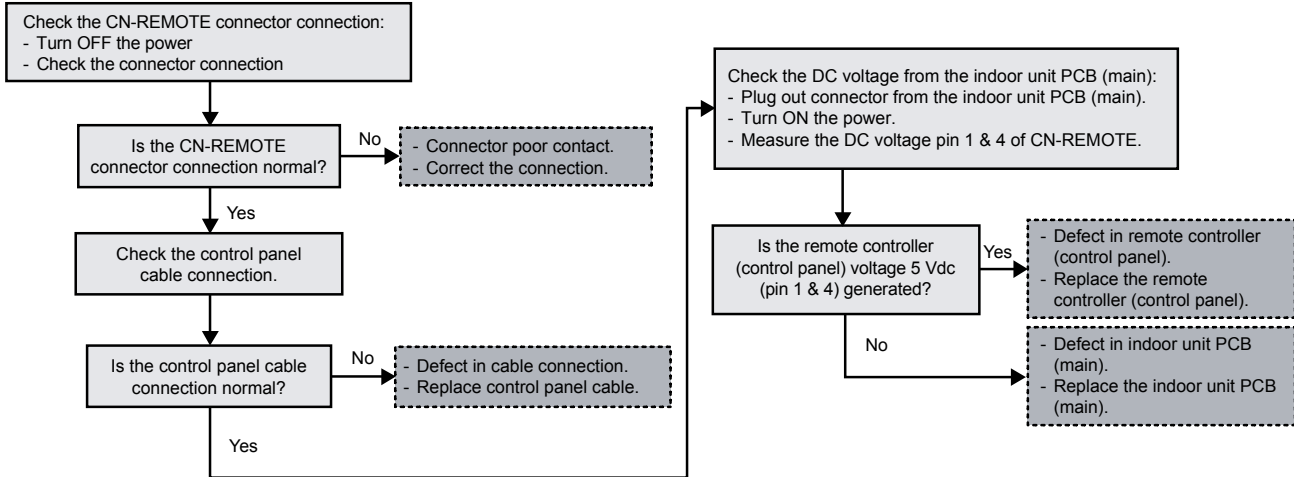 Check the CN-REMOTE connector connection:
- Turn OFF the power
- Check the connector connection
Is the CN-REMOTE
connector connection normal?
No
- Connector poor contact.
- Correct the connection.
Yes
Check the control panel
cable connection.
Is the control panel cable
connection normal?
No
- Defect in cable connection.
- Replace control panel cable.
Yes
Check the DC voltage from the indoor unit PCB (main):
- Plug out connector from the indoor unit PCB (main).
- Turn ON the power.
- Measure the DC voltage pin 1 & 4 of CN-REMOTE.
Is the remote controller
(control panel) voltage 5 Vdc
(pin 1 & 4) generated?
Yes
- Defect in remote controller
(control panel).
- Replace the remote
controller (control panel).
No
- Defect in indoor unit PCB
(main).
- Replace the indoor unit PCB
(main).